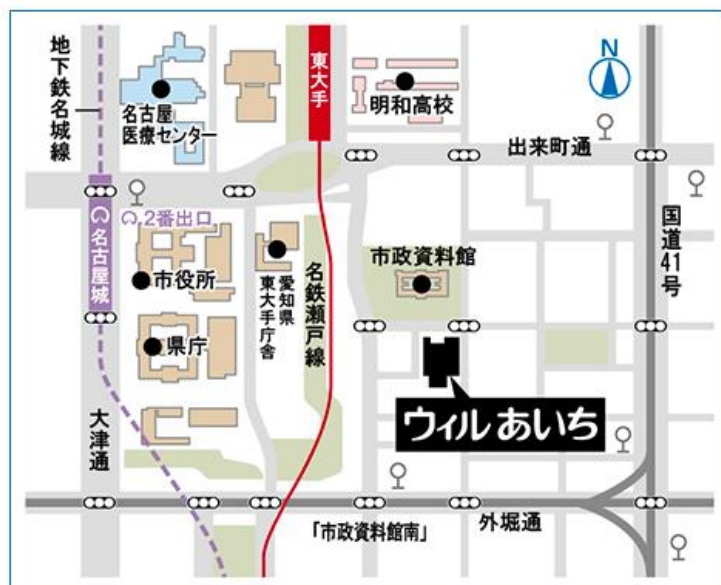 地下鉄名城線
名古屋
医療センター
東大手
明和高校
N
出来町通
国道41号
2番出口
名古屋城
市役所
愛知県
東大手庁舎
名鉄瀬戸線
市政資料館
県庁
ウィルあいち
大津通
「市政資料館南」
外堀通